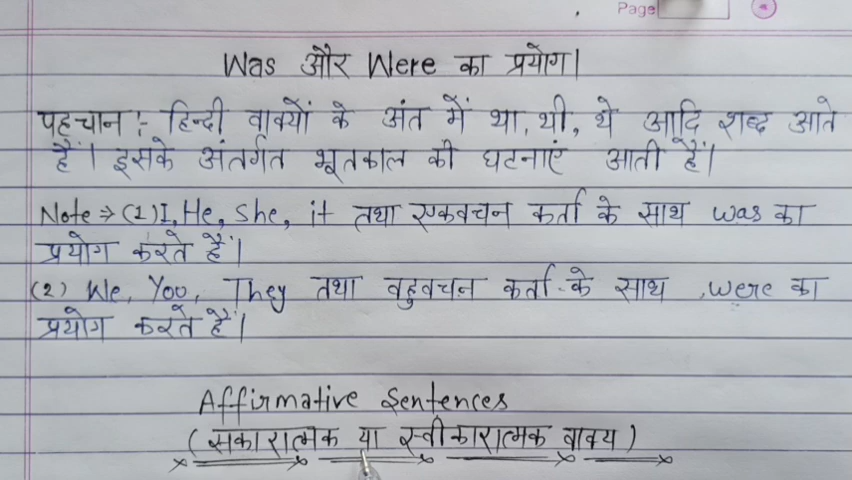 Page
Was और Were का प्रयोग।
पहचान :- हिन्दी वाक्यों के अंत में था, थी, थे आदि शब्द आते
हैं। इसके अंतर्गत भूतकाल की घटनाएं आती हैं।
Note ⇒ (1) I, He, She, it तथा एकवचन कर्ता के साथ was का
प्रयोग करते हैं।
(2) We, You, They तथा बहुवचन कर्ता के साथ were का
प्रयोग करते हैं।
Affirmative Sentences
(सकारात्मक या स्वीकारात्मक वाक्य)